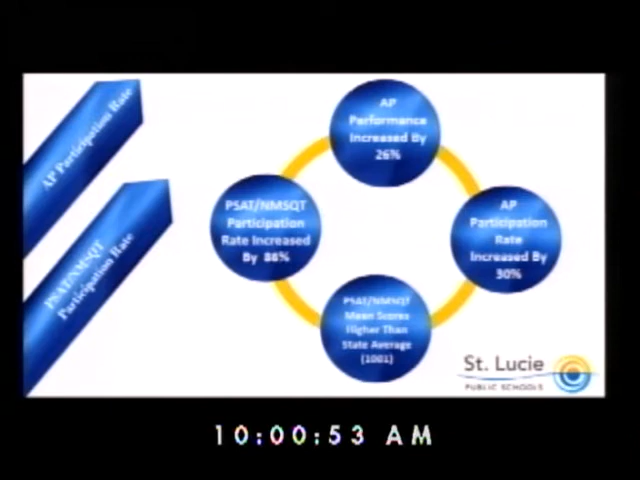 AP Participation Rate
PSAT/NMSQT
Participation Rate
AP
Performance
Increased By
26%
PSAT/NMSQT
Participation
Rate Increased
By 86%
AP
Participation
Rate
Increased By
30%
PSAT/NMSQT
Mean Scores
Higher Than
State Average
(1001)
St. Lucie
PUBLIC SCHOOLS
10:00:53 AM